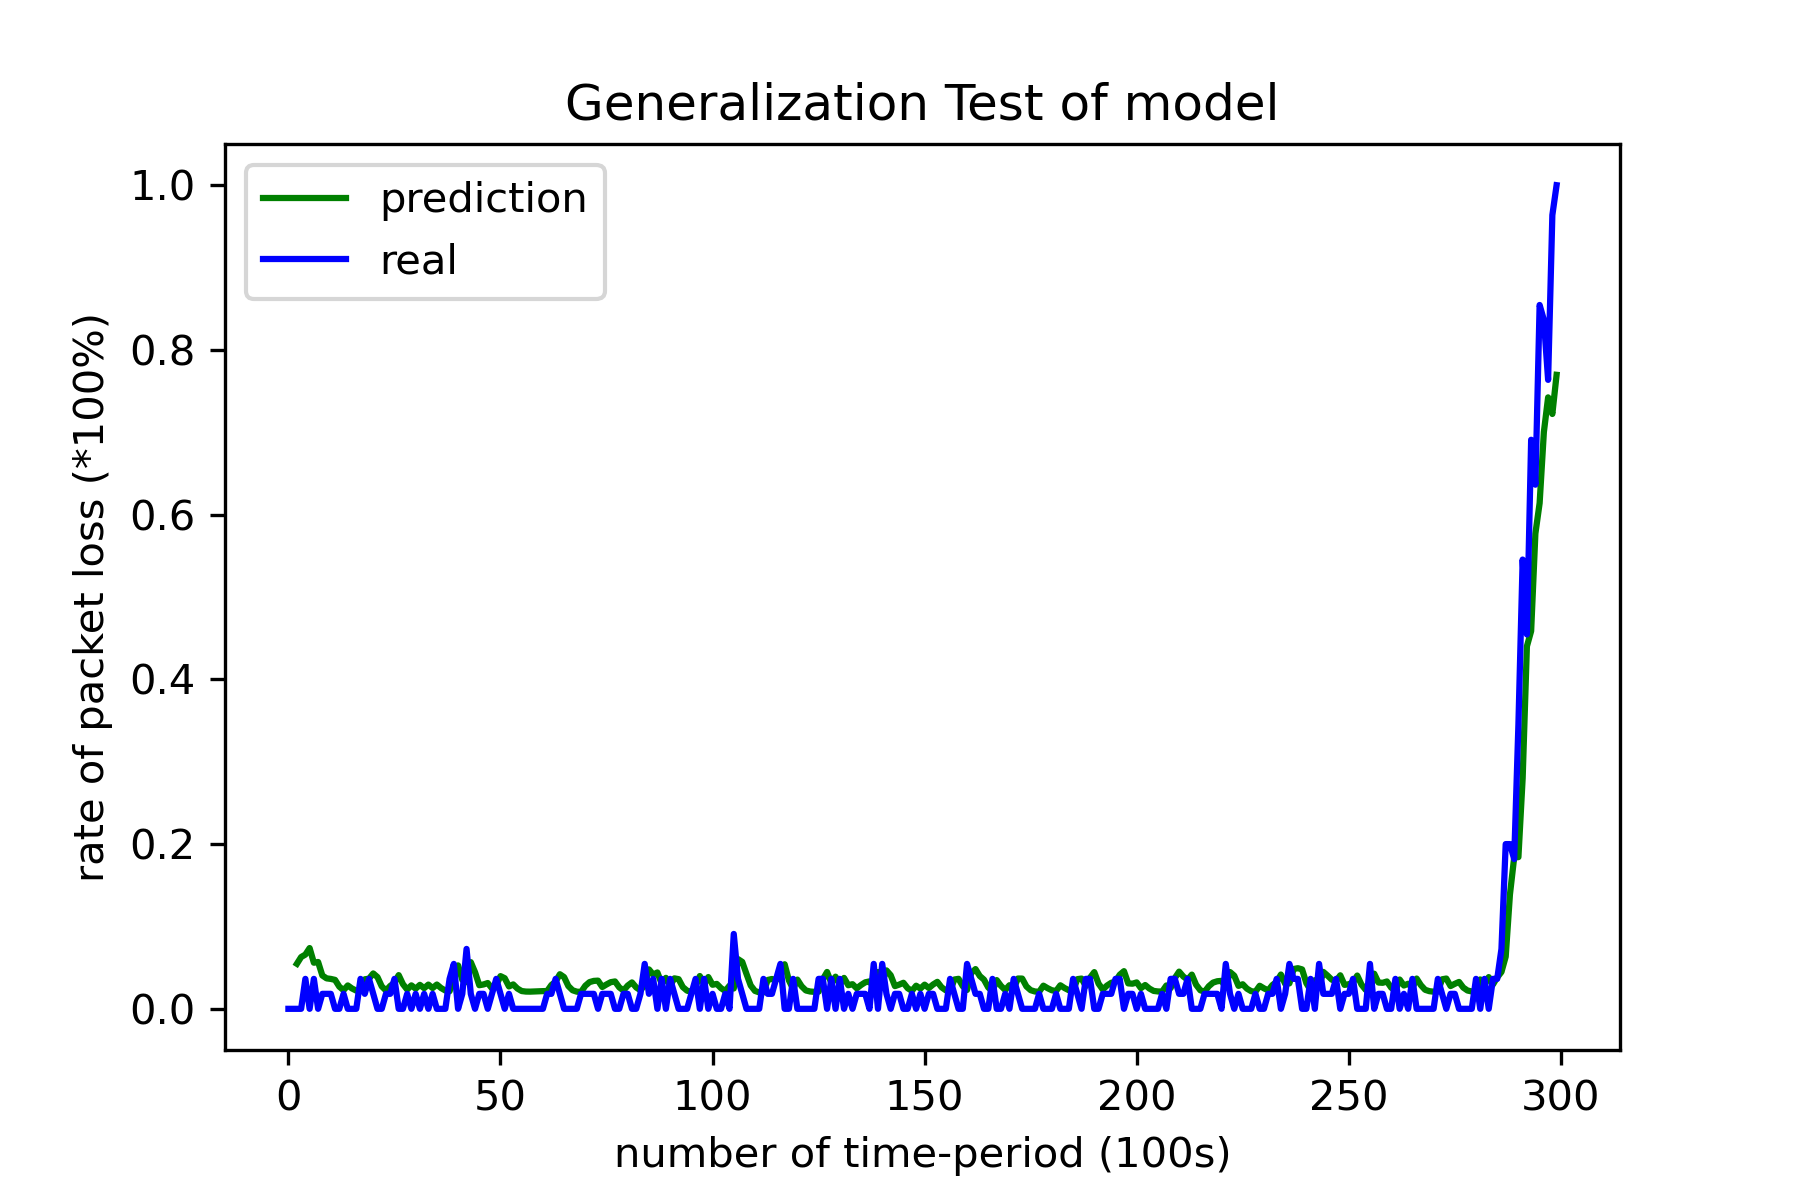 Generalization Test of model
prediction
real
1.0
0.8
0.6
0.4
0.2
0.0
rate of packet loss (*100%)
0 50 100 150 200 250 300
number of time-period (100s)